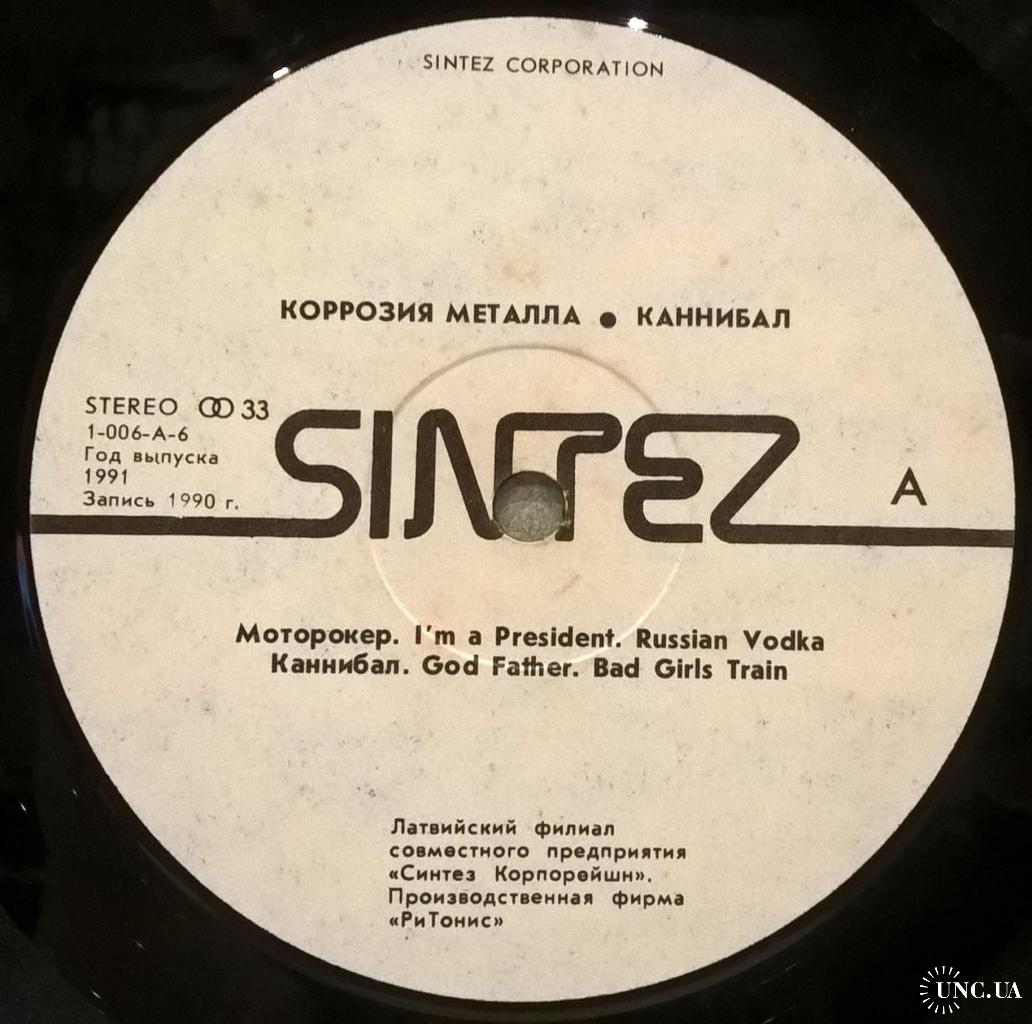 SINTEZ CORPORATION
КОРРОЗИЯ МЕТАЛЛА ● КАННИБАЛ
STEREO 33
1-006-А-6
Год выпуска
1991
Запись 1990 г.
SINTEZ
A
Моторокер. I'm a President. Russian Vodka
Каннибал. God Father. Bad Girls Train
Латвийский филиал
совместного предприятия
«Синтез Корпорейшн».
Производственная фирма
«РиТонис»
UNC.UA